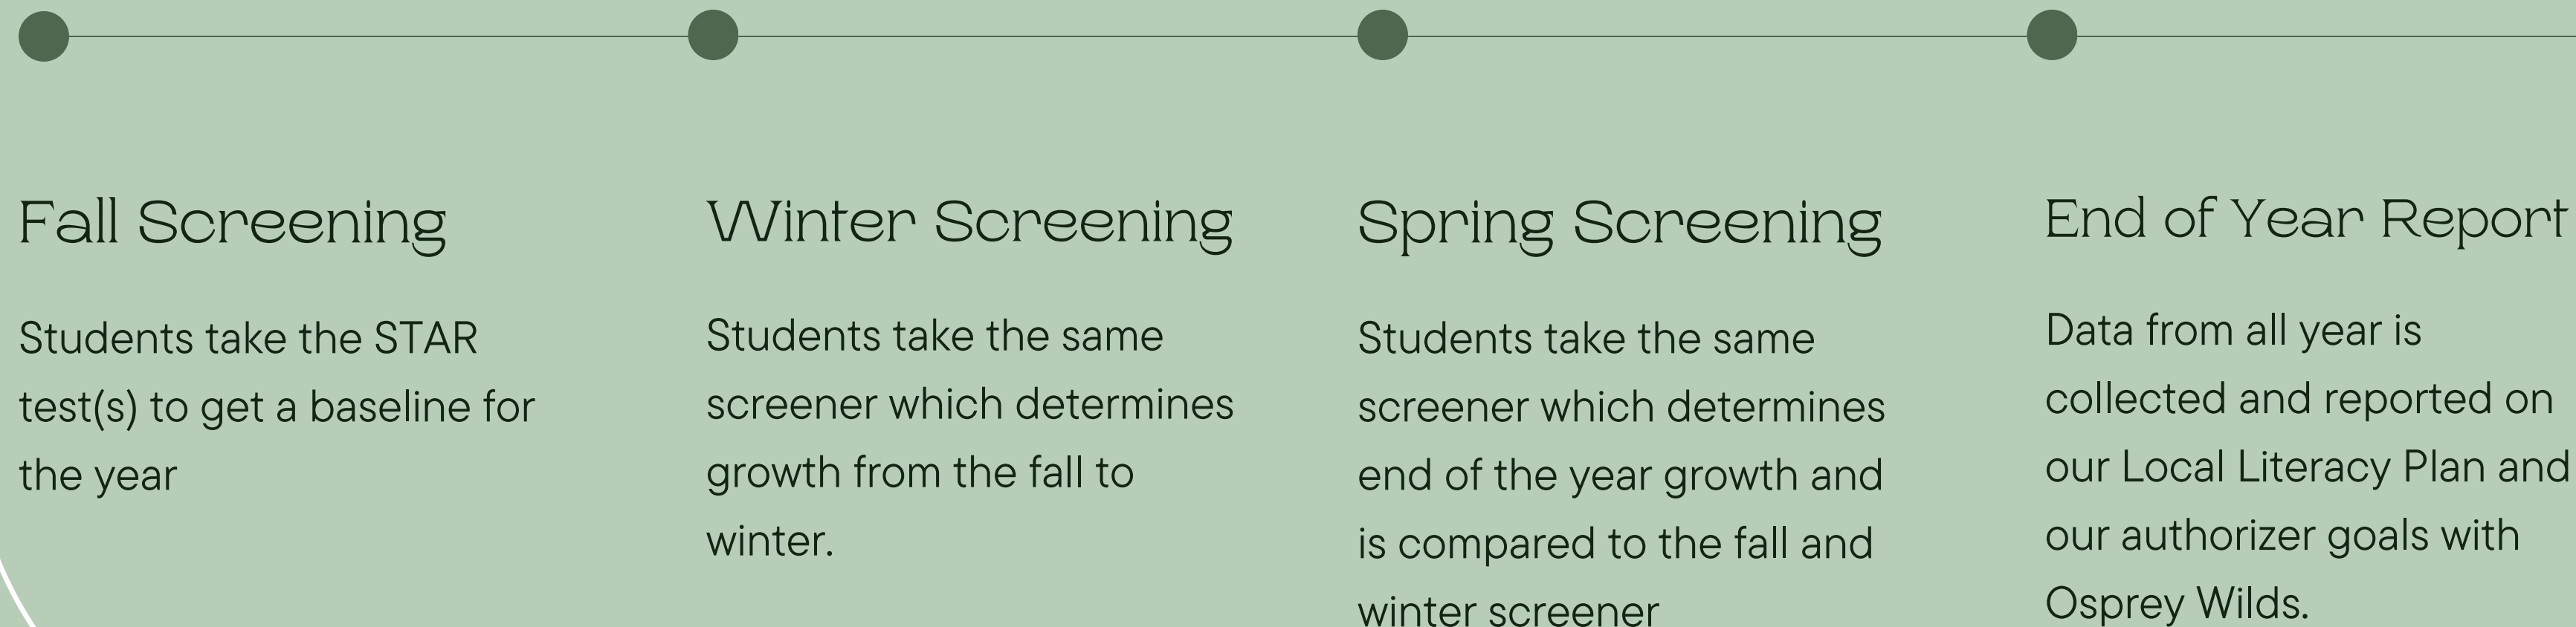 Fall Screening
Students take the STAR
test(s) to get a baseline for
the year
Winter Screening
Students take the same
screener which determines
growth from the fall to
winter.
Spring Screening
Students take the same
screener which determines
end of the year growth and
is compared to the fall and
winter screener
End of Year Report
Data from all year is
collected and reported on
our Local Literacy Plan and
our authorizer goals with
Osprey Wilds.